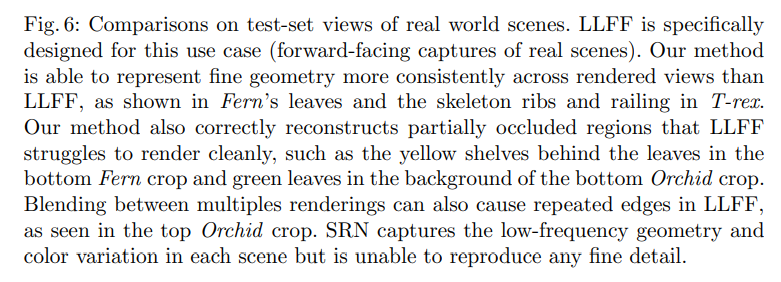 Fig. 6: Comparisons on test-set views of real world scenes. LLFF is specifically
designed for this use case (forward-facing captures of real scenes). Our method
is able to represent fine geometry more consistently across rendered views than
LLFF, as shown in Fern’s leaves and the skeleton ribs and railing in T-rex.
Our method also correctly reconstructs partially occluded regions that LLFF
struggles to render cleanly, such as the yellow shelves behind the leaves in the
bottom Fern crop and green leaves in the background of the bottom Orchid crop.
Blending between multiples renderings can also cause repeated edges in LLFF,
as seen in the top Orchid crop. SRN captures the low-frequency geometry and
color variation in each scene but is unable to reproduce any fine detail.